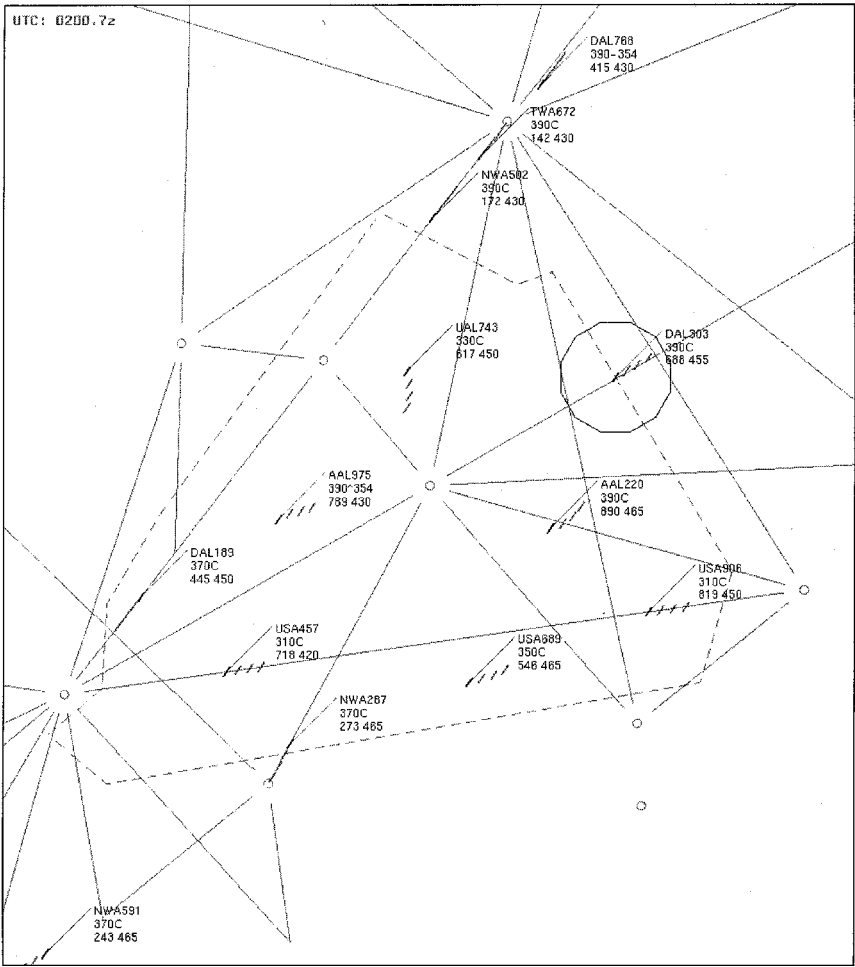 UTC: 0200.7z
DAL768
390-354
415 430
TWA672
390C
142 430
NWA502
390C
172 430
UAL743
330C
617 450
DAL303
390C
688 455
AAL975
390^354
769 430
AAL220
390C
890 465
DAL189
370C
445 450
USA906
310C
819 450
USA457
310C
718 420
USA689
350C
546 465
NWA267
370C
273 465
NWA591
370C
243 465